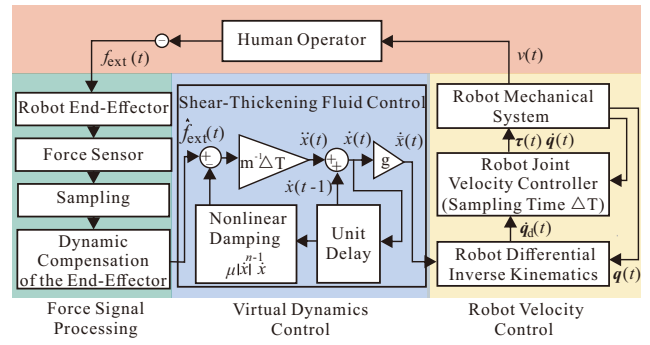 Human Operator
−
f_ext(t)
v(t)
Robot End-Effector
Force Sensor
Sampling
Dynamic
Compensation
of the End-Effector
Shear-Thickening Fluid Control
f̂_ext(t)
+
−
m⁻¹△T
ẍ(t)
+
+
ẋ(t)
g
x̄̇(t)
ẋ(t-1)
Nonlinear
Damping
μ|ẋ|ⁿ⁻¹ ẋ
Unit
Delay
Robot Mechanical
System
τ(t) q̇(t)
Robot Joint
Velocity Controller
(Sampling Time △T)
q̇_d(t)
Robot Differential
Inverse Kinematics
q(t)
Force Signal
Processing
Virtual Dynamics
Control
Robot Velocity
Control